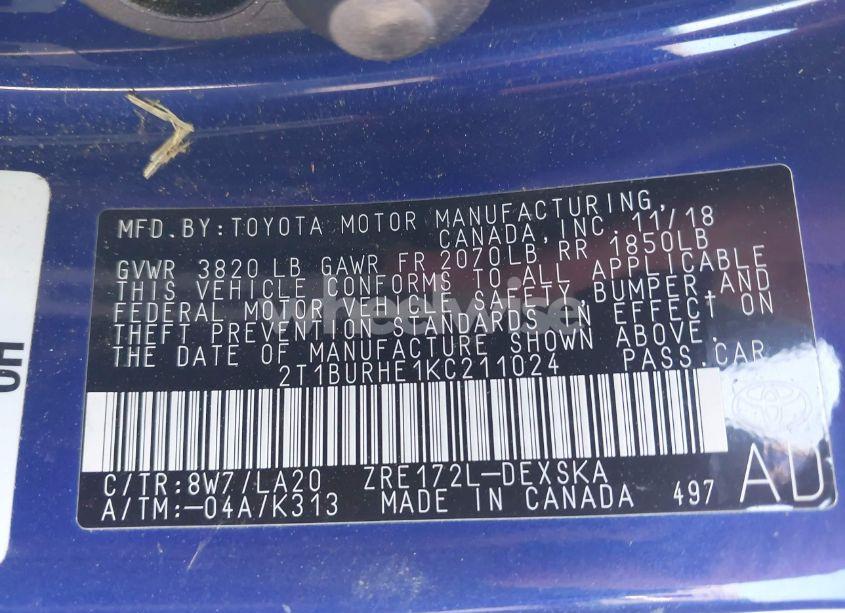 MFD.BY:TOYOTA MOTOR MANUFACTURING,
CANADA,INC. 11/18
GVWR 3820 LB GAWR FR 2070LB RR 1850LB
THIS VEHICLE CONFORMS TO ALL APPLICABLE
FEDERAL MOTOR VEHICLE SAFETY,BUMPER,AND
THEFT PREVENTION STANDARDS IN EFFECT ON
THE DATE OF MANUFACTURE SHOWN ABOVE.
2T1BURHE1KC211024 PASS.CAR
C/TR:8W7/LA20 ZRE172L-DEXSKA
A/TM:-04A/K313 MADE IN CANADA 497
AD
wheelwise